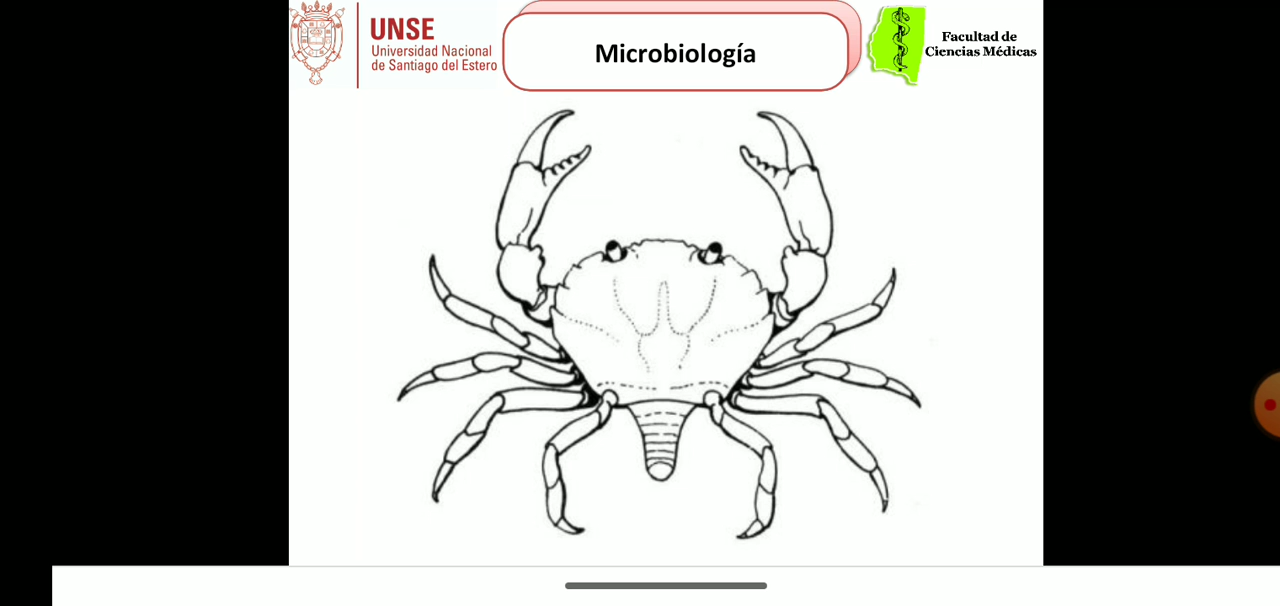 UNSE
Universidad Nacional
de Santiago del Estero
Microbiología
Facultad de
Ciencias Médicas